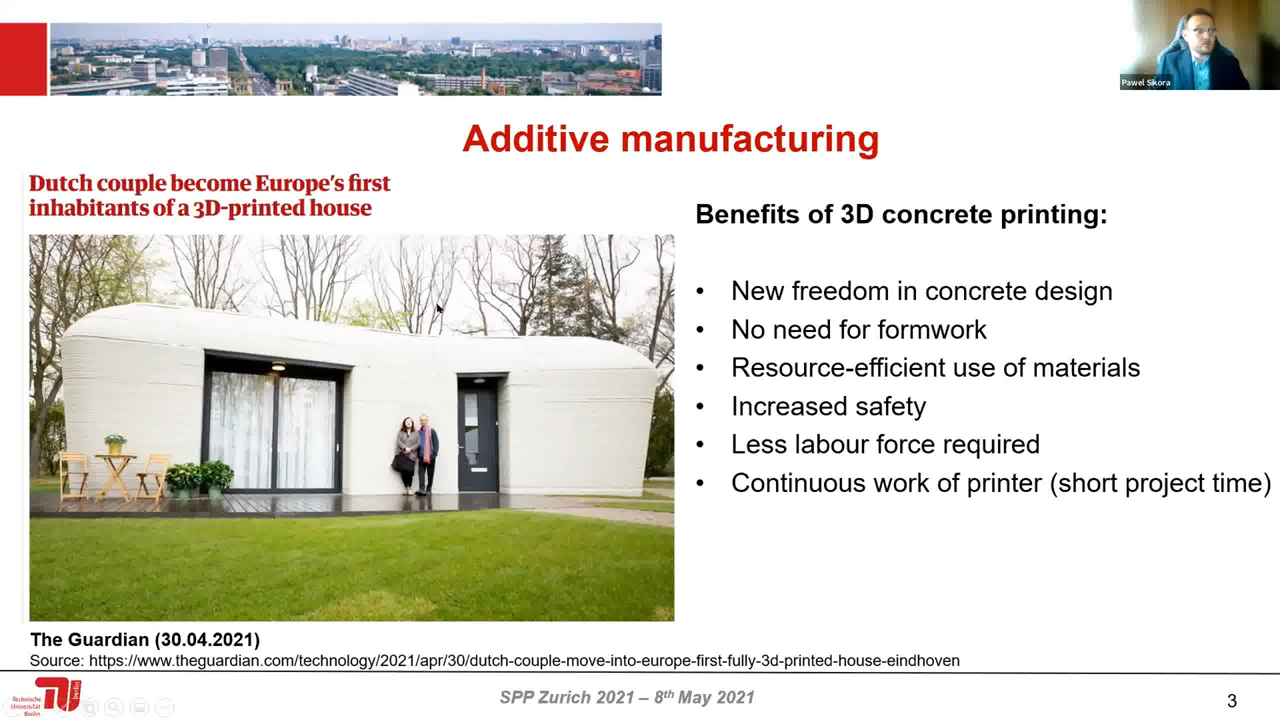 Pawel Sikora
Additive manufacturing
Dutch couple become Europe's first
inhabitants of a 3D-printed house
Benefits of 3D concrete printing:
• New freedom in concrete design
• No need for formwork
• Resource-efficient use of materials
• Increased safety
• Less labour force required
• Continuous work of printer (short project time)
The Guardian (30.04.2021)
Source: https://www.theguardian.com/technology/2021/apr/30/dutch-couple-move-into-europe-first-fully-3d-printed-house-eindhoven
Technische
Universität
Berlin
berlin
SPP Zurich 2021 – 8th May 2021
3